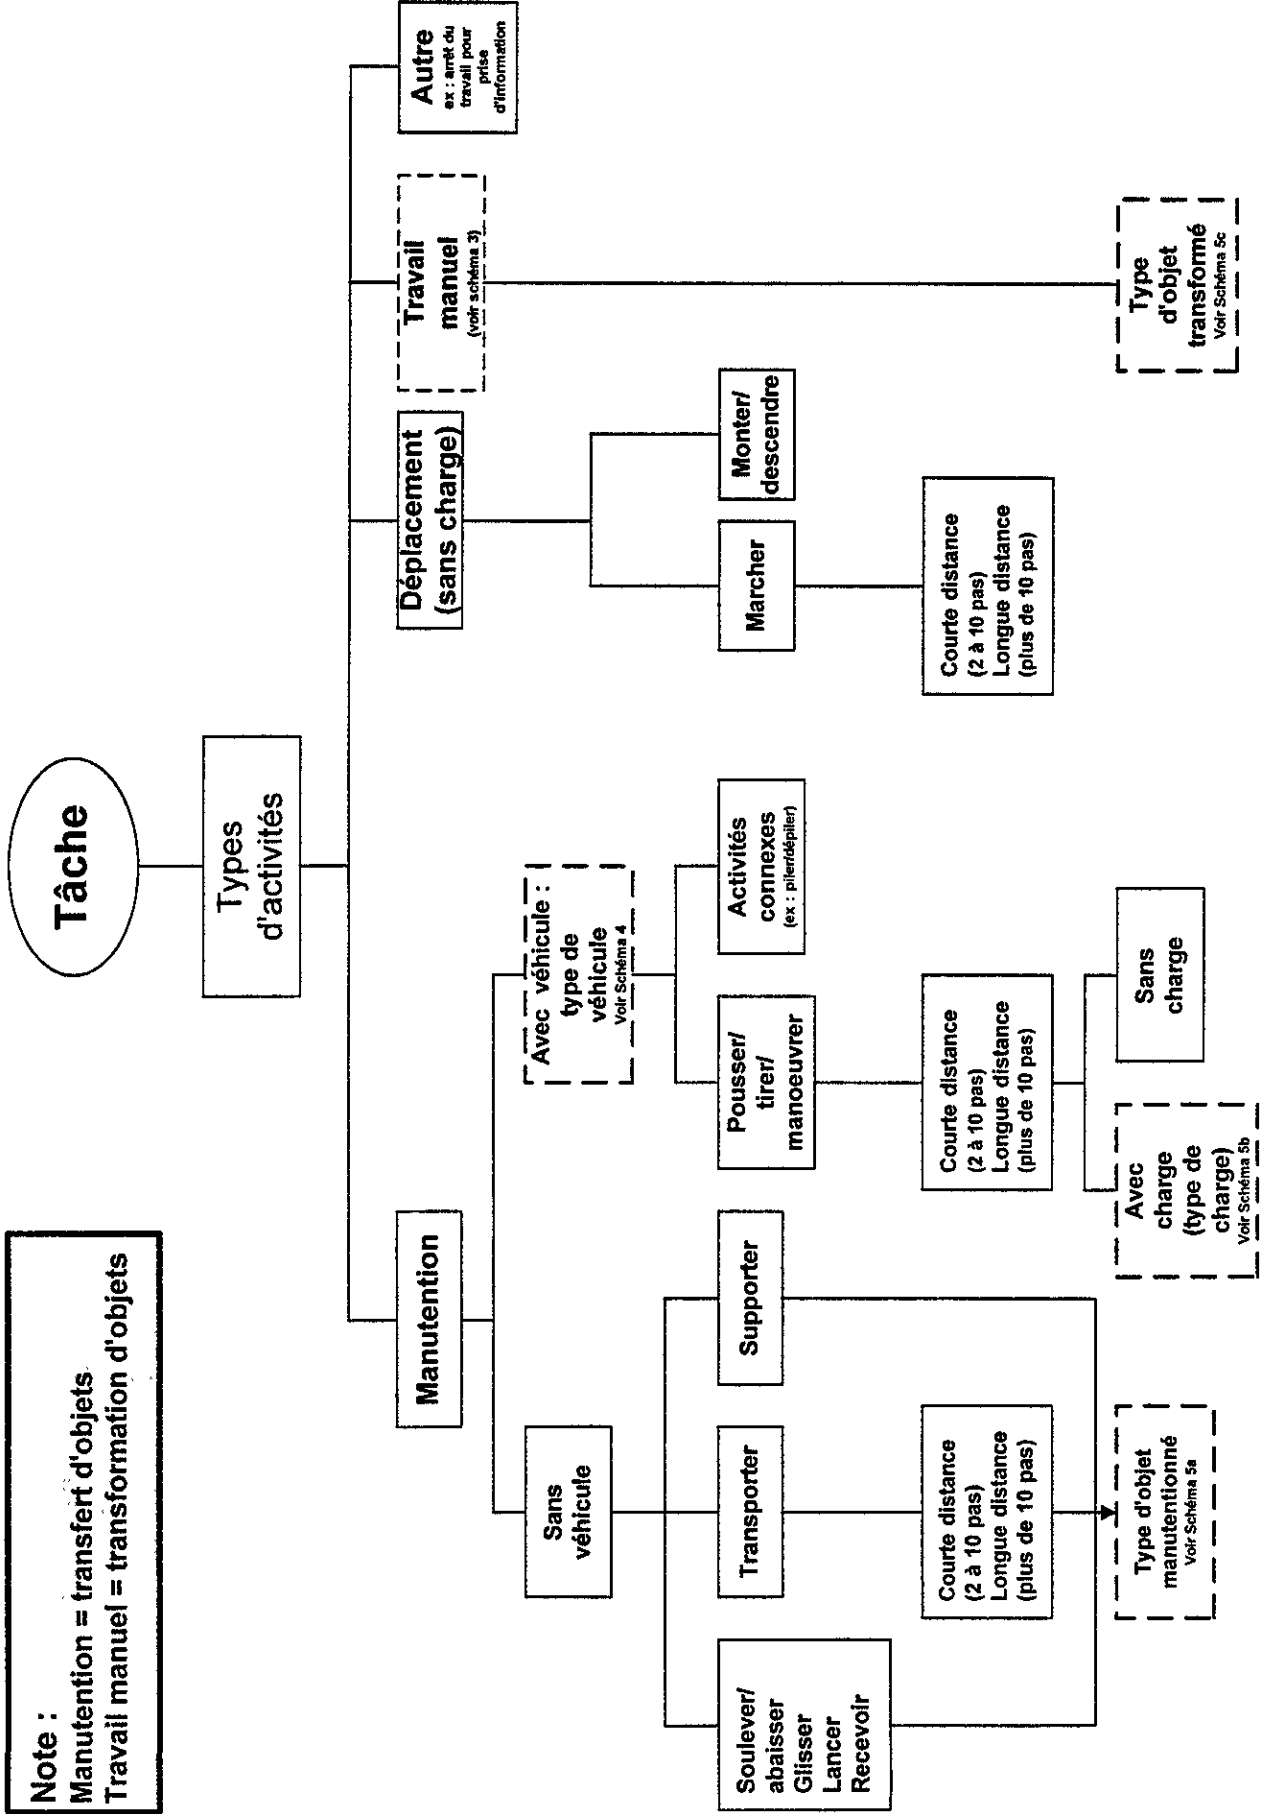 Note :
Manutention = transfert d'objets
Travail manuel = transformation d'objets
Tâche
Types
d'activités
Manutention
Déplacement
(sans charge)
Travail
manuel
(voir schéma 3)
Autre
ex : arrêt du
travail pour
prise
d'information
Sans
véhicule
Avec véhicule :
type de
véhicule
Voir Schéma 4
Soulever/
abaisser
Glisser
Lancer
Recevoir
Transporter
Supporter
Pousser/
tirer/
manoeuvrer
Activités
connexes
(ex : piler/dépiler)
Marcher
Monter/
descendre
Courte distance
(2 à 10 pas)
Longue distance
(plus de 10 pas)
Courte distance
(2 à 10 pas)
Longue distance
(plus de 10 pas)
Courte distance
(2 à 10 pas)
Longue distance
(plus de 10 pas)
Type d'objet
manutentionné
Voir Schéma 5a
Avec
charge
(type de
charge)
Voir Schéma 5b
Sans
charge
Type
d'objet
transformé
Voir Schéma 5c